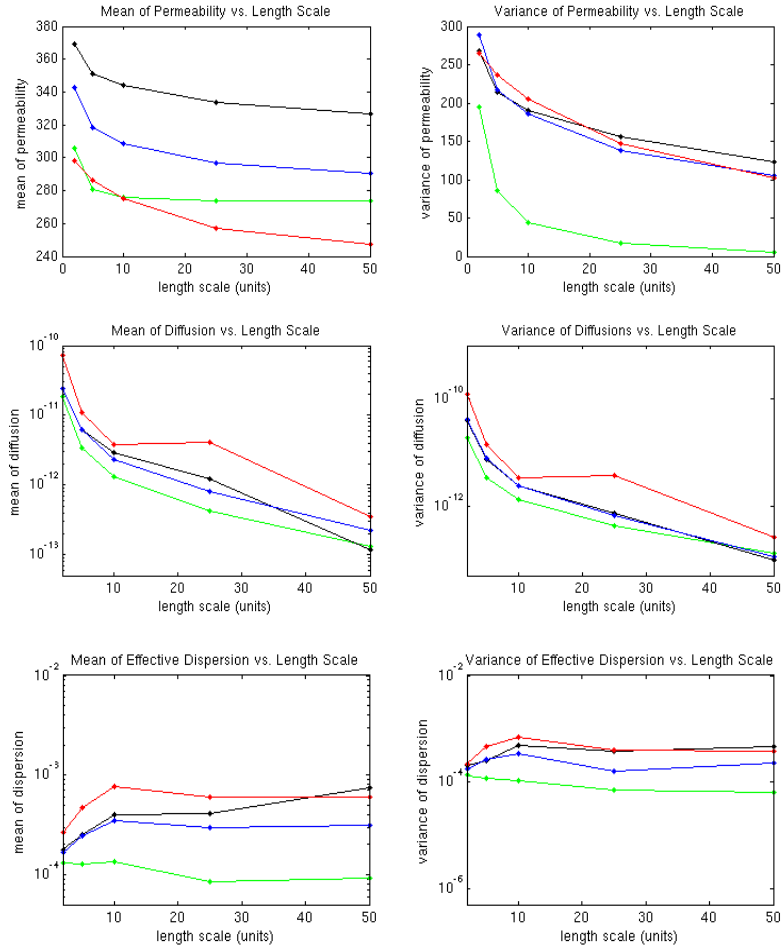 Mean of Permeability vs. Length Scale
380
360
340
320
300
280
260
240
mean of permeability
0 10 20 30 40 50
length scale (units)
Variance of Permeability vs. Length Scale
300
250
200
150
100
50
0
variance of permeability
0 10 20 30 40 50
length scale (units)
Mean of Diffusion vs. Length Scale
10^-10
10^-11
10^-12
10^-13
mean of diffusion
10 20 30 40 50
length scale (units)
Variance of Diffusions vs. Length Scale
10^-10
10^-12
variance of diffusion
10 20 30 40 50
length scale (units)
Mean of Effective Dispersion vs. Length Scale
10^-2
10^-3
10^-4
mean of dispersion
10 20 30 40 50
length scale (units)
Variance of Effective Dispersion vs. Length Scale
10^-2
10^-4
10^-6
variance of dispersion
10 20 30 40 50
length scale (units)